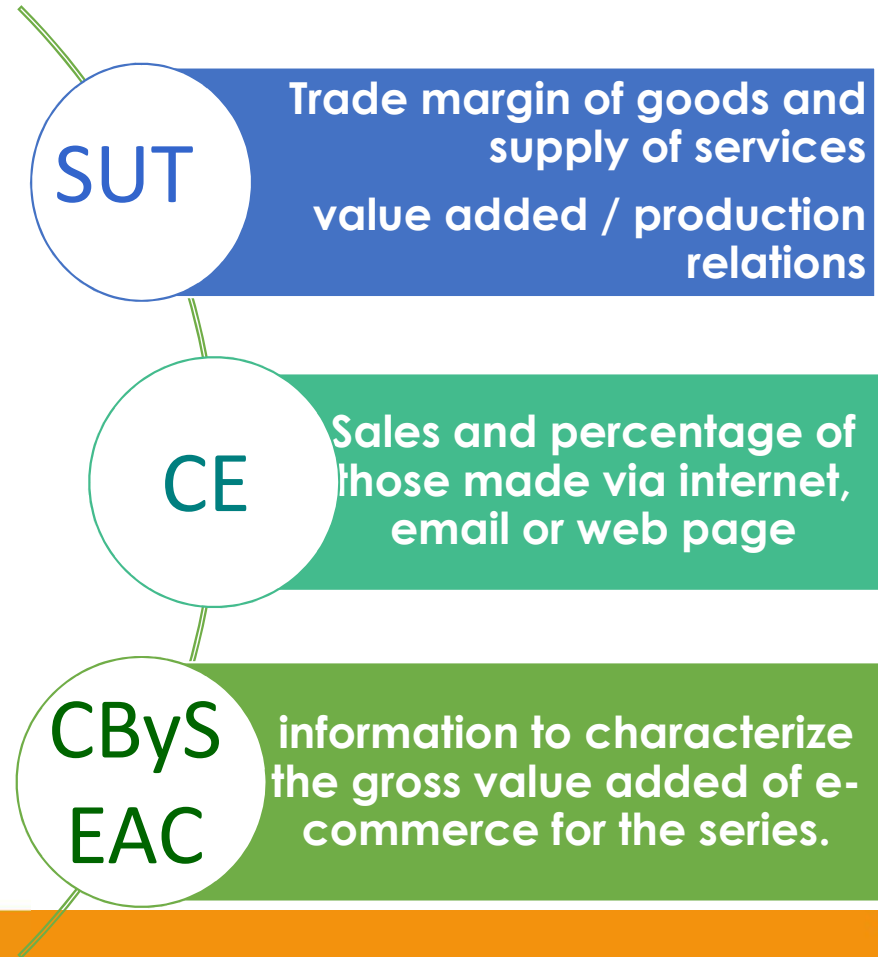 SUT
Trade margin of goods and
supply of services
value added / production
relations
CE
Sales and percentage of
those made via internet,
email or web page
CByS
EAC
information to characterize
the gross value added of e-
commerce for the series.